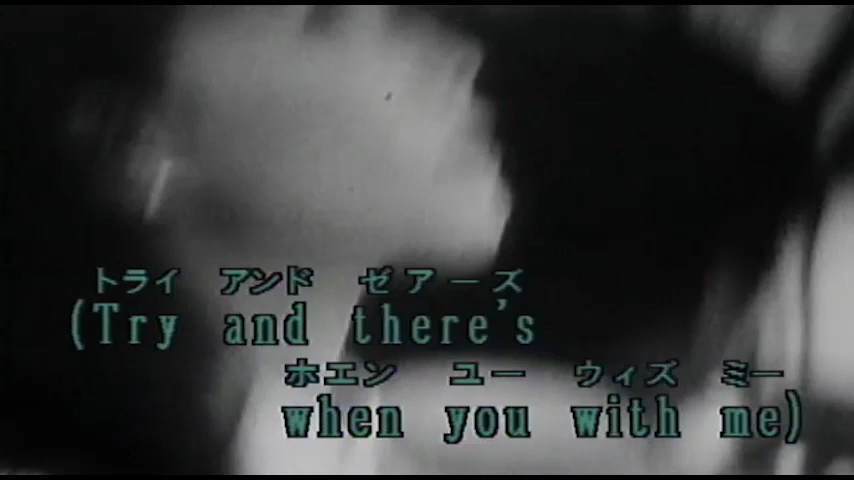 トライ アンド ゼアーズ
(Try and there's
ホエン ユー ウィズ ミー
when you with me)